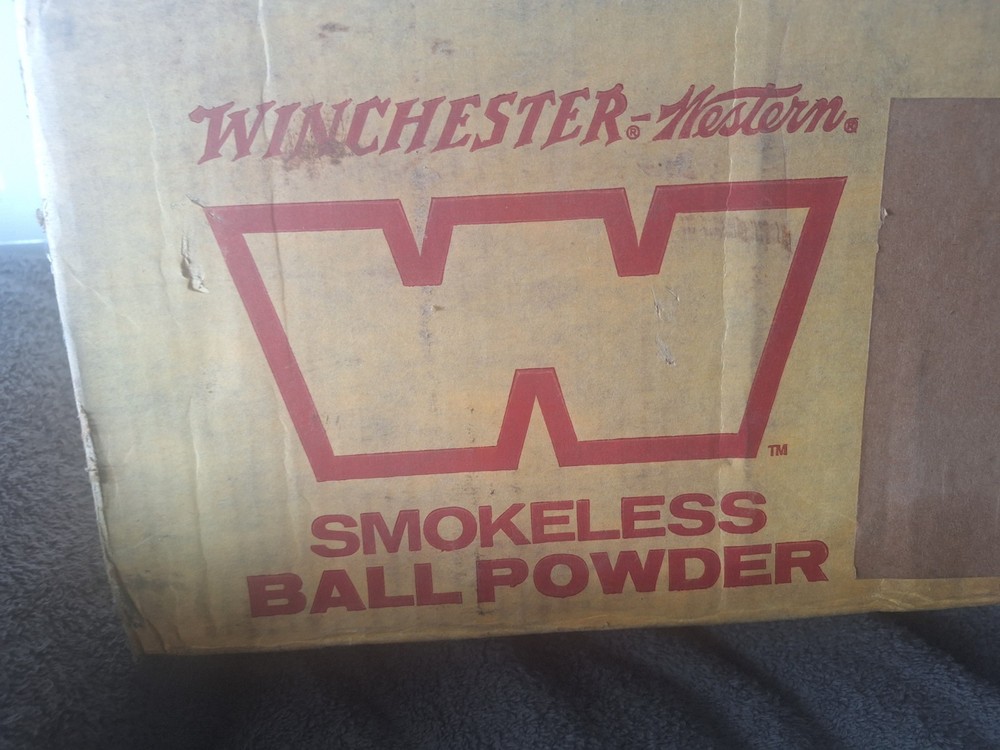 WINCHESTER®-Western®
W
TM
SMOKELESS
BALL POWDER